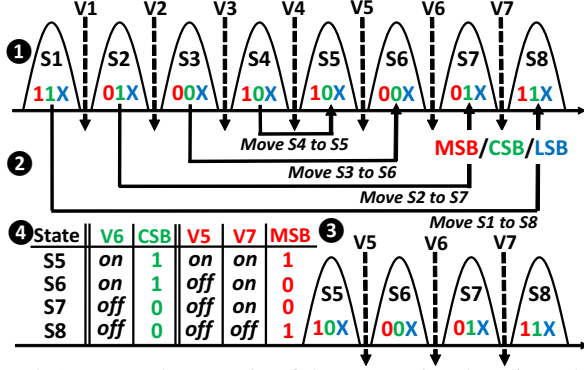 V1 V2 V3 V4 V5 V6 V7
❶ S1 S2 S3 S4 S5 S6 S7 S8
11X 01X 00X 10X 10X 00X 01X 11X
Move S4 to S5
MSB/CSB/LSB
❷
Move S3 to S6
Move S2 to S7
Move S1 to S8
❹ State V6 CSB V5 V7 MSB
S5 on 1 on on 1
S6 on 1 off on 0
S7 off 0 off on 0
S8 off 0 off off 1
❸ V5 V6 V7
S5 S6 S7 S8
10X 00X 01X 11X